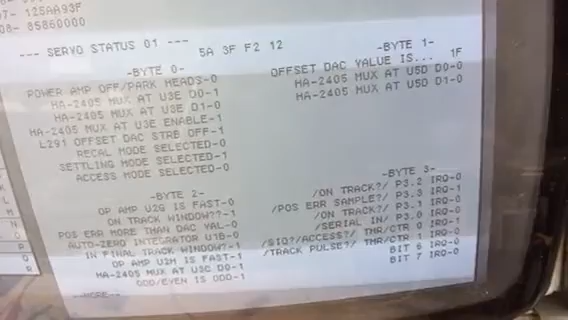 07- 125AA93F
08- 85860000
--- SERVO STATUS 01 ---
5A 3F F2 12
-BYTE 0-
POWER AMP OFF/PARK HEADS-0
HA-2405 MUX AT U3E D0-1
HA-2405 MUX AT U3E D1-0
HA-2405 MUX AT U3E ENABLE-1
L291 OFFSET DAC STRB OFF-1
RECAL MODE SELECTED-0
SETTLING MODE SELECTED-1
ACCESS MODE SELECTED-0
-BYTE 1-
OFFSET DAC VALUE IS... 1F
HA-2405 MUX AT U5D D0-0
HA-2405 MUX AT U5D D1-0
-BYTE 2-
OP AMP U2G IS FAST-0
ON TRACK WINDOW??-1
POS ERR MORE THAN DAC VAL-0
AUTO-ZERO INTEGRATOR U1B-0
IN FINAL TRACK WINDOW?-1
OP AMP U2M IS FAST-1
HA-2405 MUX AT U3C D0-1
ODD/EVEN IS ODD-1
-BYTE 3-
/ON TRACK?/ P3.2 IRQ-0
/POS ERR SAMPLE?/ P3.3 IRQ-1
/ON TRACK?/ P3.1 IRQ-0
/SERIAL IN/ P3.0 IRQ-0
/SIO?/ACCESS?/ TMR/CTR 0 IRQ-1
/TRACK PULSE?/ TMR/CTR 1 IRQ-0
BIT 6 IRQ-0
BIT 7 IRQ-0
--MORE--